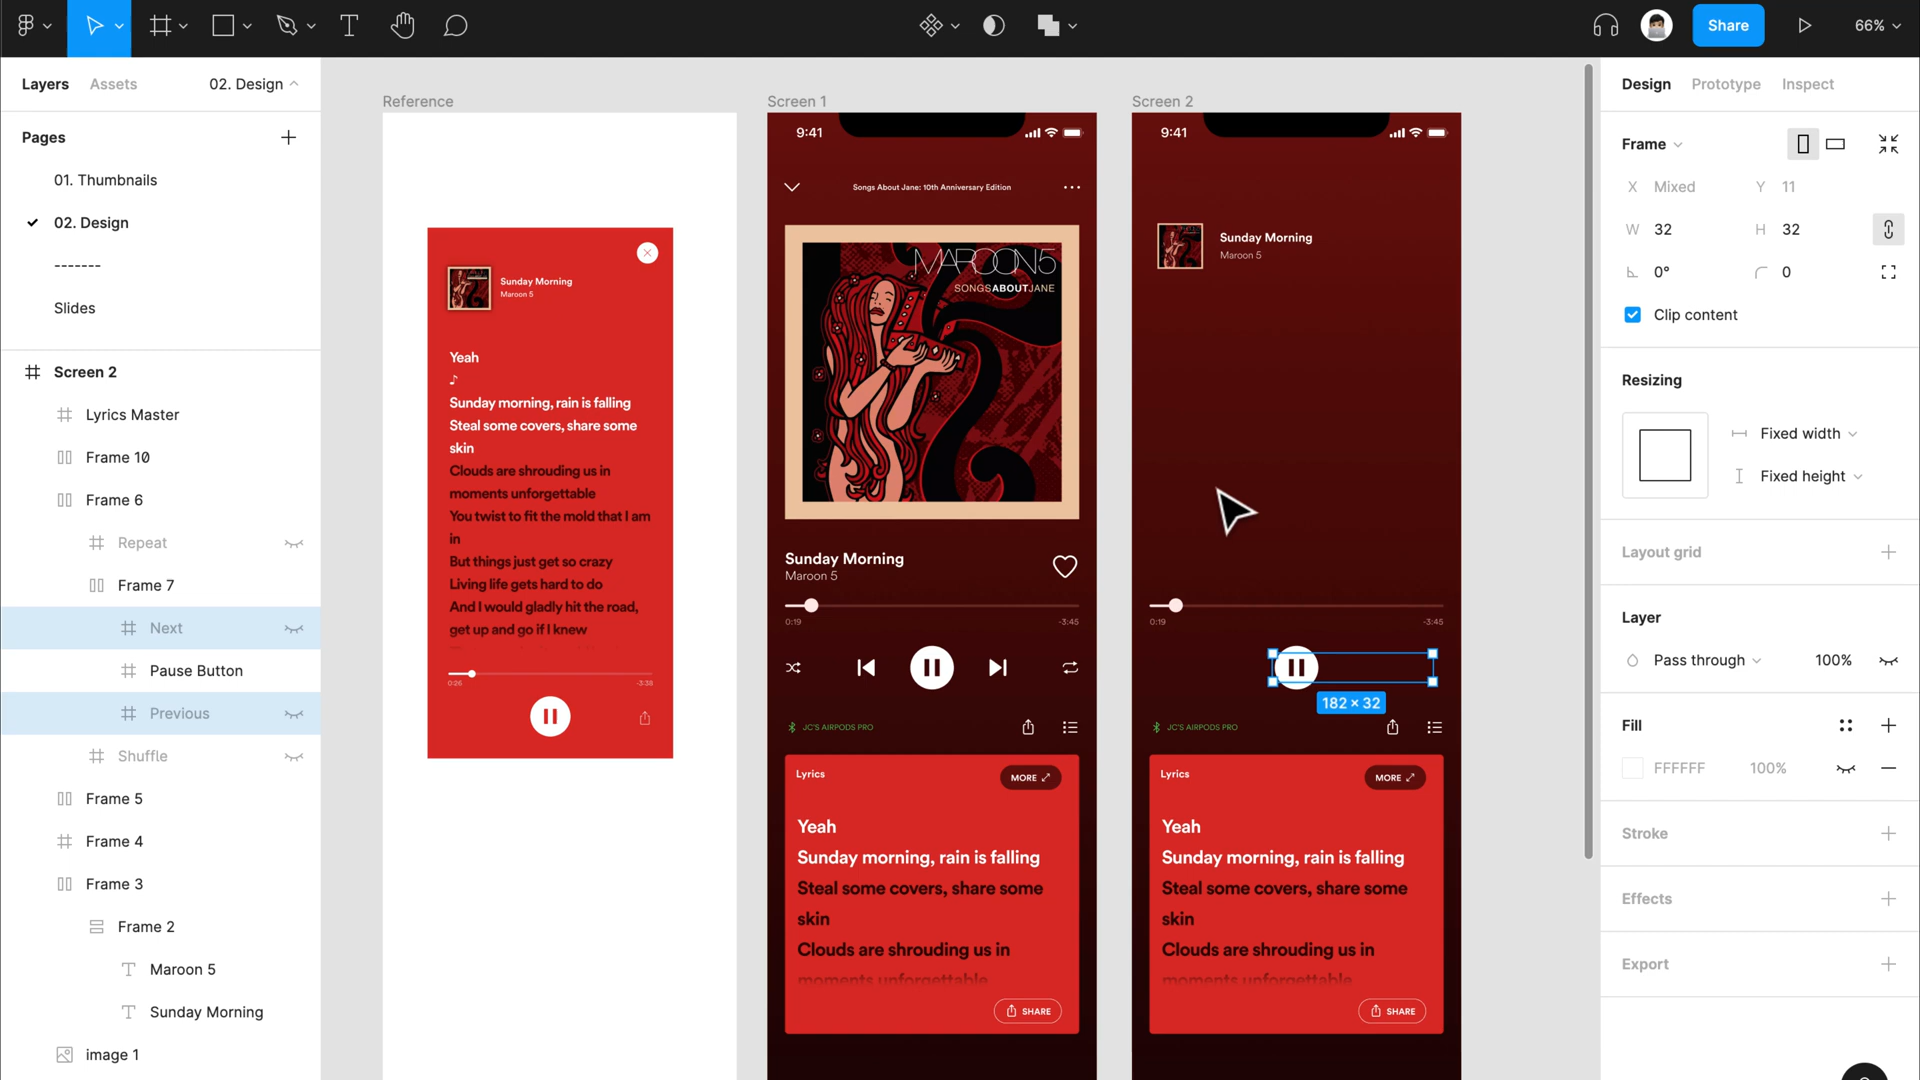 Share
66%
Layers
Assets
02. Design
Pages
01. Thumbnails
02. Design
-------
Slides
Screen 2
Lyrics Master
Frame 10
Frame 6
Repeat
Frame 7
Next
Pause Button
Previous
Shuffle
Frame 5
Frame 4
Frame 3
Frame 2
Maroon 5
Sunday Morning
image 1
Reference
Sunday Morning
Maroon 5
Yeah
♪
Sunday morning, rain is falling
Steal some covers, share some
skin
Clouds are shrouding us in
moments unforgettable
You twist to fit the mold that I am
in
But things just get so crazy
Living life gets hard to do
And I would gladly hit the road,
get up and go if I knew
0:26
-3:38
Screen 1
9:41
Songs About Jane: 10th Anniversary Edition
MAROON5
SONGSABOUTJANE
Sunday Morning
Maroon 5
0:19
-3:45
JC'S AIRPODS PRO
Lyrics
MORE
Yeah
Sunday morning, rain is falling
Steal some covers, share some
skin
Clouds are shrouding us in
moments unforgettable
SHARE
Screen 2
9:41
Sunday Morning
Maroon 5
0:19
-3:45
182 × 32
JC'S AIRPODS PRO
Lyrics
MORE
Yeah
Sunday morning, rain is falling
Steal some covers, share some
skin
Clouds are shrouding us in
moments unforgettable
SHARE
Design
Prototype
Inspect
Frame
X Mixed
Y 11
W 32
H 32
0°
0
Clip content
Resizing
Fixed width
Fixed height
Layout grid
Layer
Pass through
100%
Fill
FFFFFF
100%
Stroke
Effects
Export